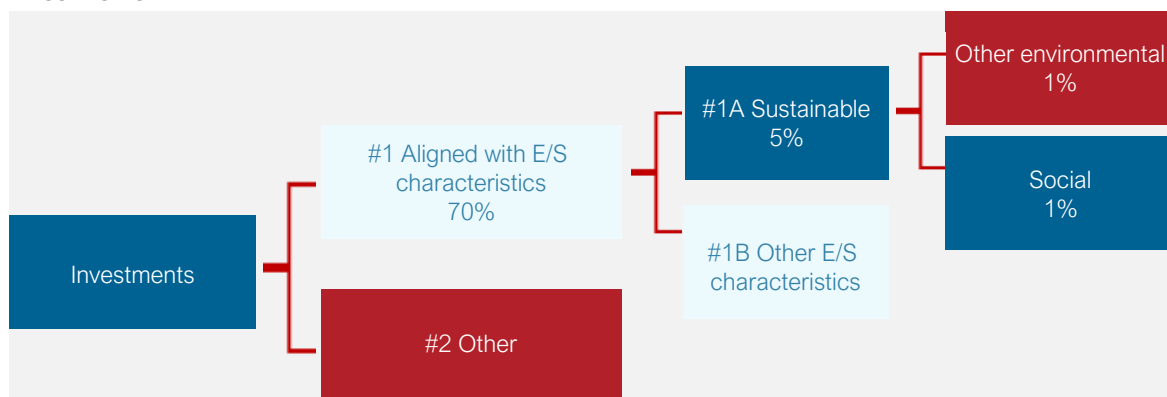 Investments
#1 Aligned with E/S
characteristics
70%
#2 Other
#1A Sustainable
5%
#1B Other E/S
characteristics
Other environmental
1%
Social
1%